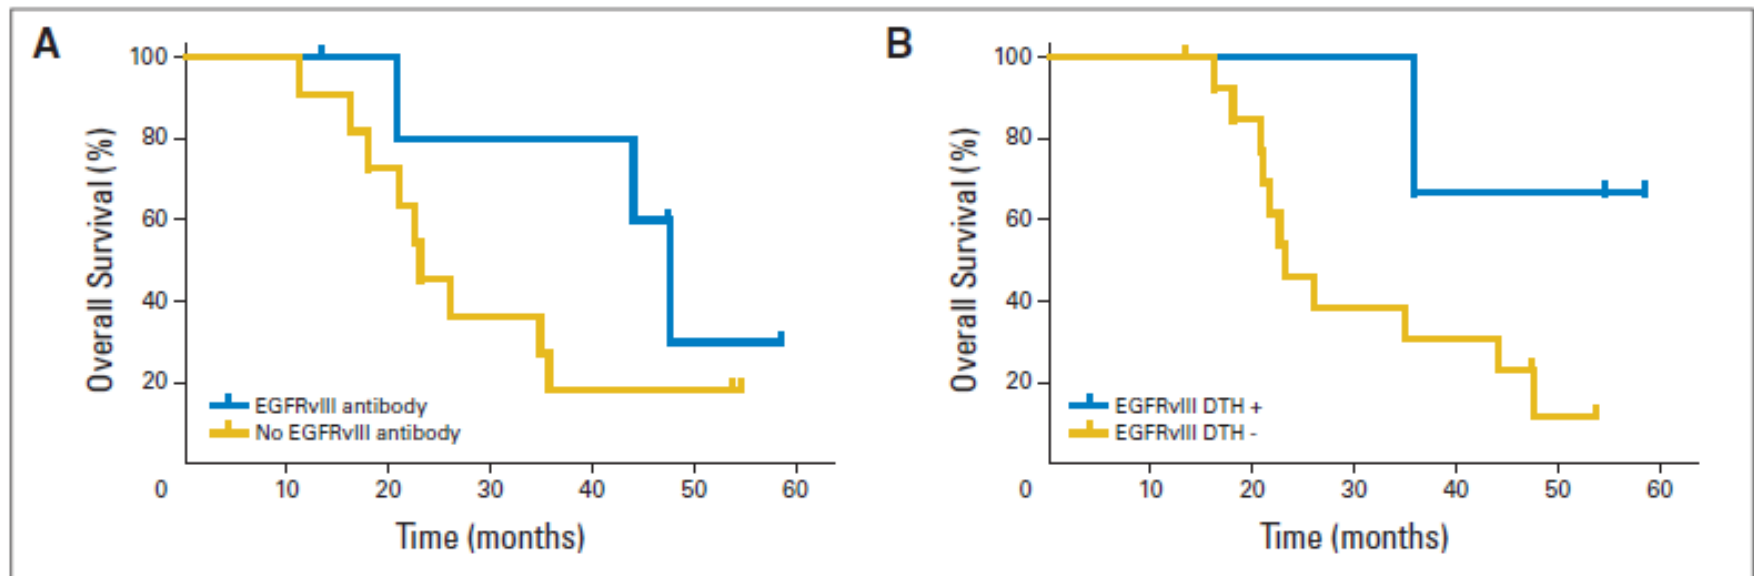 A
Overall Survival (%)
100
80
60
40
20
EGFRvIII antibody
No EGFRvIII antibody
0 10 20 30 40 50 60
Time (months)
B
Overall Survival (%)
100
80
60
40
20
EGFRvIII DTH +
EGFRvIII DTH -
0 10 20 30 40 50 60
Time (months)